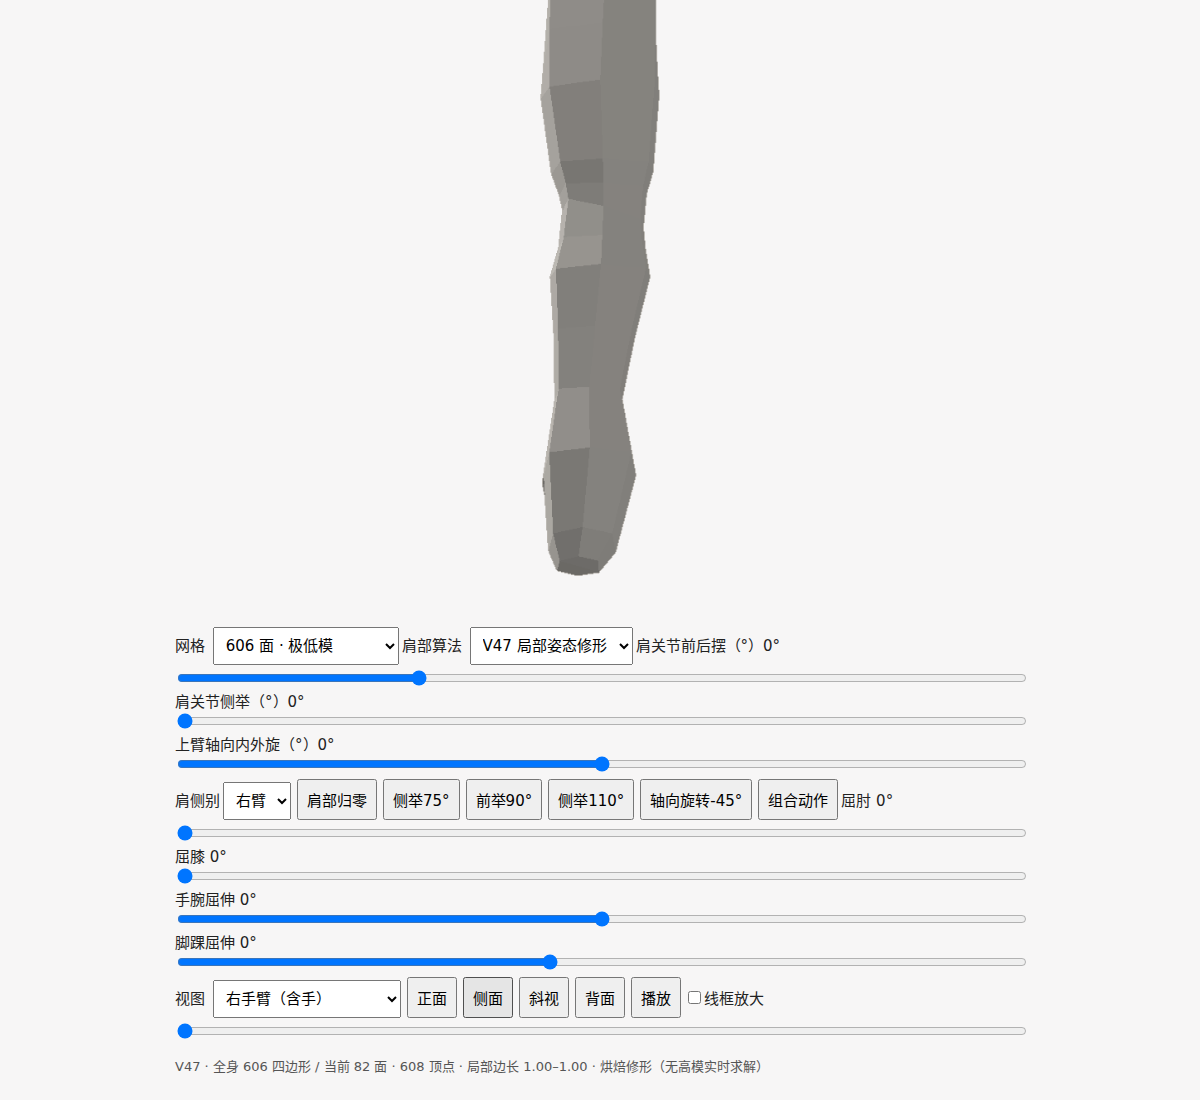 网格 606 面 · 极低模 肩部算法 V47 局部姿态修形 肩关节前后摆（°）0°
肩关节侧举（°）0°
上臂轴向内外旋（°）0°
肩侧别 右臂 肩部归零 侧举75° 前举90° 侧举110° 轴向旋转-45° 组合动作 屈肘 0°
屈膝 0°
手腕屈伸 0°
脚踝屈伸 0°
视图 右手臂（含手） 正面 侧面 斜视 背面 播放 线框放大
V47 · 全身 606 四边形 / 当前 82 面 · 608 顶点 · 局部边长 1.00–1.00 · 烘焙修形（无高模实时求解）